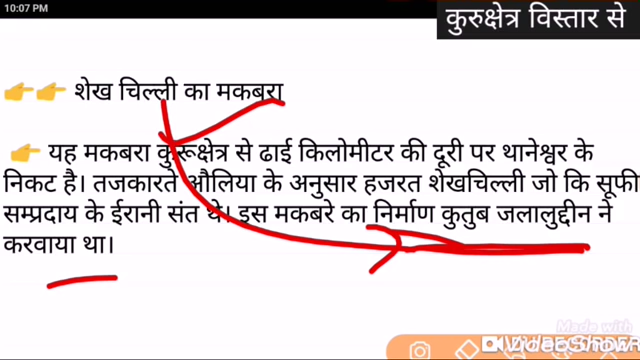 10:07 PM
कुरुक्षेत्र विस्तार से
👉👉 शेख चिल्ली का मकबरा
👉 यह मकबरा कुरूक्षेत्र से ढाई किलोमीटर की दूरी पर थानेश्वर के
निकट है। तजकारते औलिया के अनुसार हजरत शेखचिल्ली जो कि सूफी
सम्प्रदाय के ईरानी संत थे। इस मकबरे का निर्माण कुतुब जलालुद्दीन ने
करवाया था।
Made with